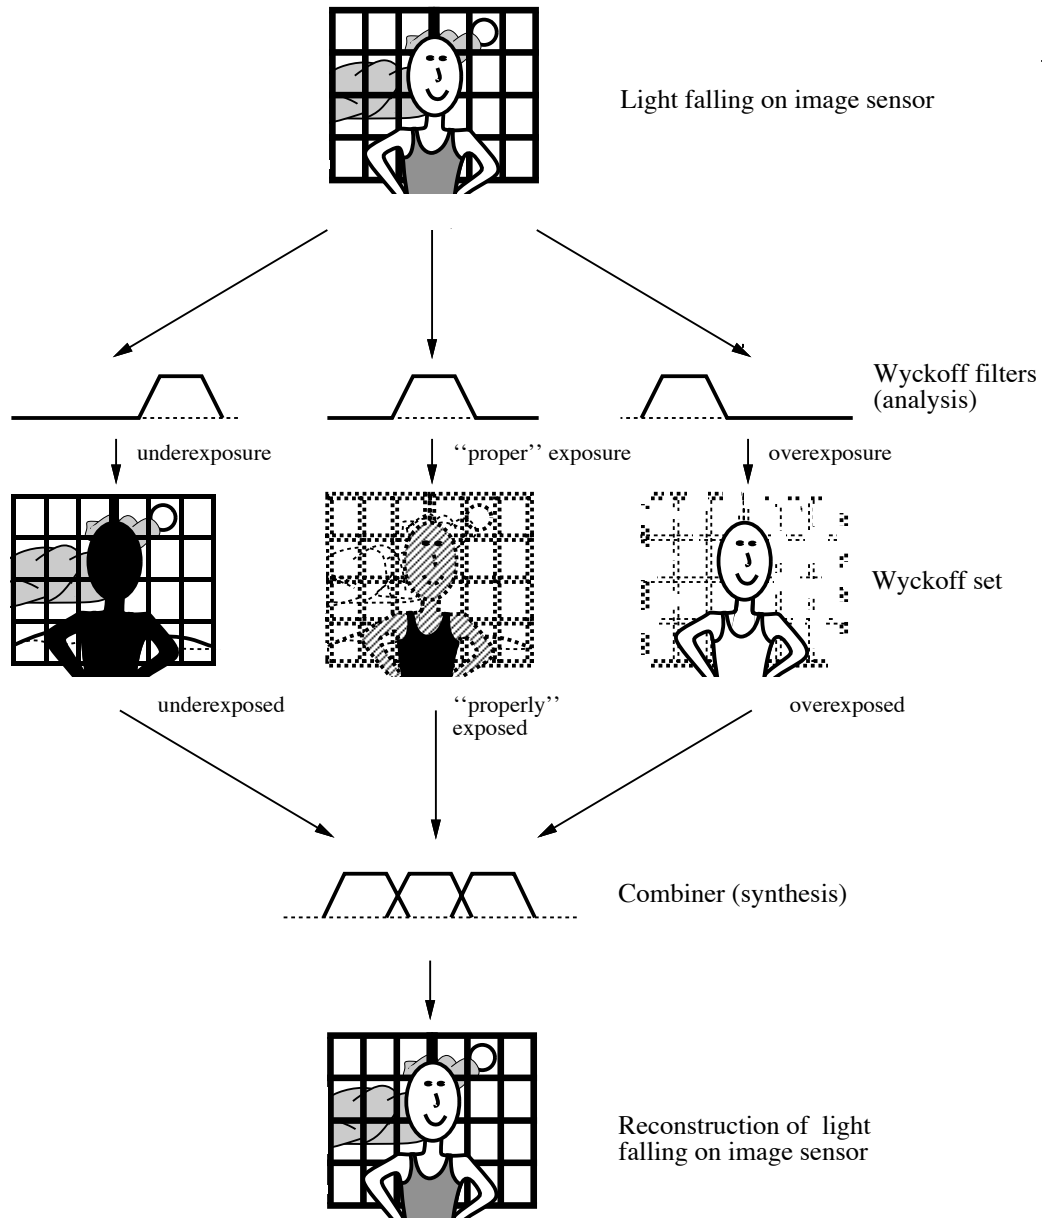 Light falling on image sensor
Wyckoff filters
(analysis)
underexposure
‘‘proper’’ exposure
overexposure
Wyckoff set
underexposed
‘‘properly’’
exposed
overexposed
Combiner (synthesis)
Reconstruction of light
falling on image sensor